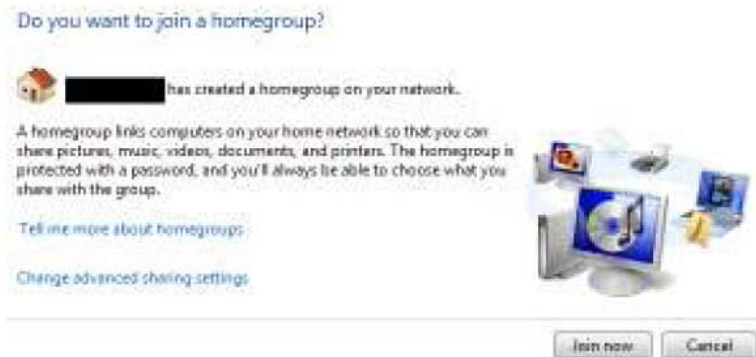 Do you want to join a homegroup?
has created a homegroup on your network.
A homegroup links computers on your home network so that you can
share pictures, music, videos, documents, and printers. The homegroup is
protected with a password, and you'll always be able to choose what you
share with the group.
Tell me more about homegroups
Change advanced sharing settings
Join now Cancel